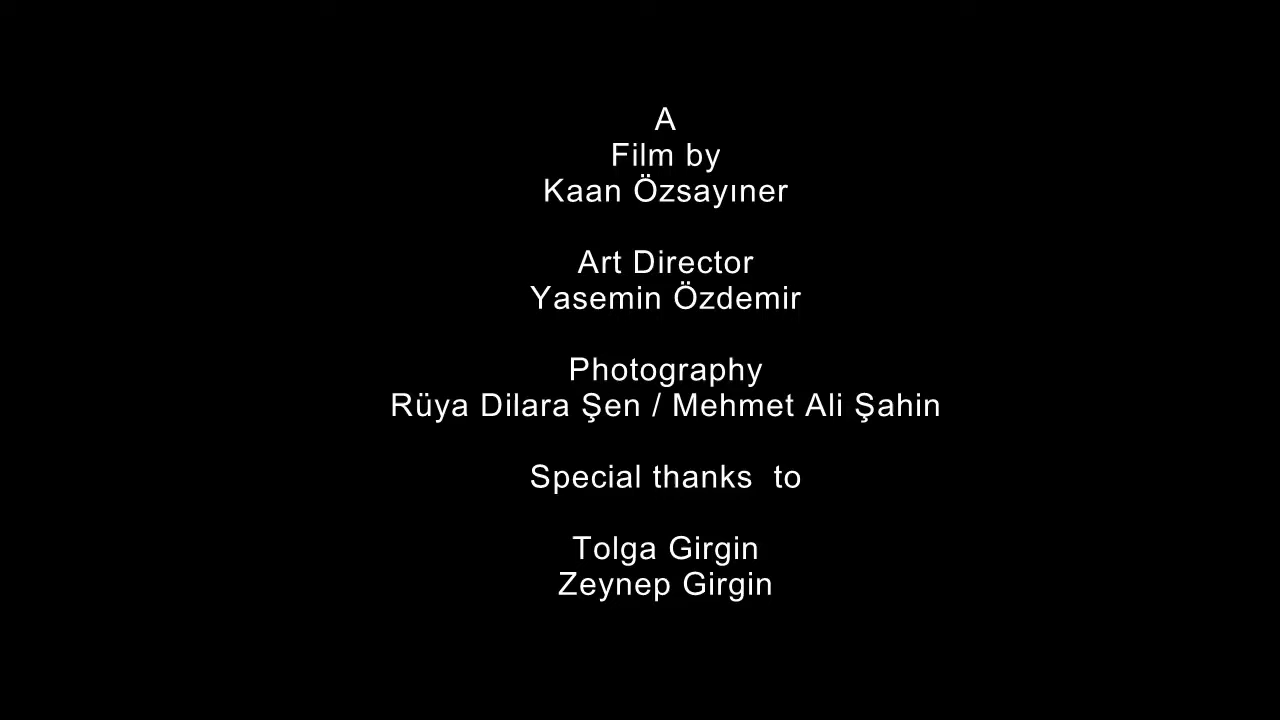 A
Film by
Kaan Özsayıner
Art Director
Yasemin Özdemir
Photography
Rüya Dilara Şen / Mehmet Ali Şahin
Special thanks  to
Tolga Girgin
Zeynep Girgin